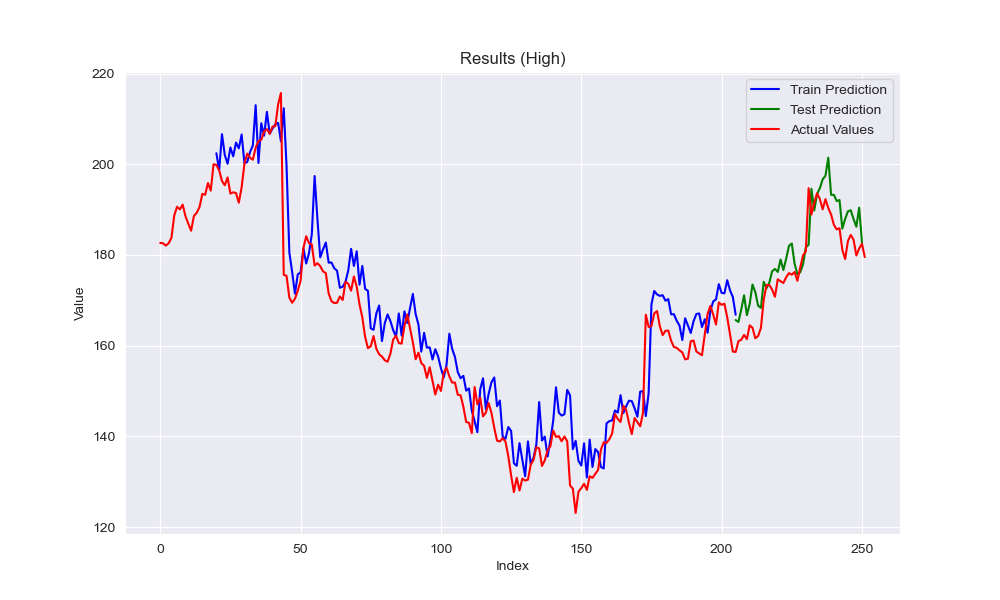 Results (High)
220
200
180
160
140
120
Value
0
50
100
150
200
250
Index
Train Prediction
Test Prediction
Actual Values